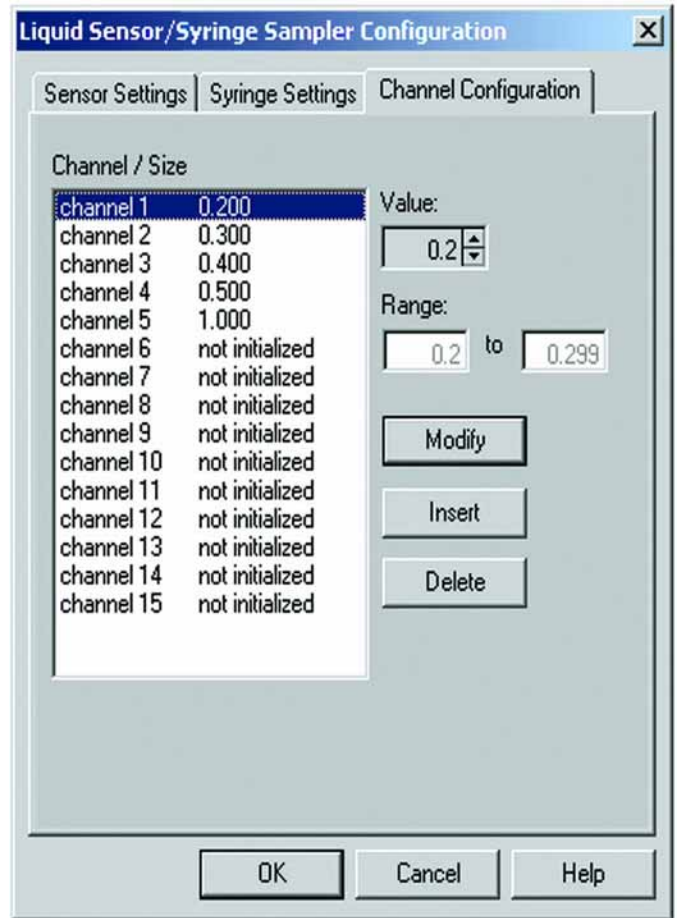 Liquid Sensor/Syringe Sampler Configuration
Sensor Settings Syringe Settings Channel Configuration
Channel / Size
channel 1 0.200
channel 2 0.300
channel 3 0.400
channel 4 0.500
channel 5 1.000
channel 6 not initialized
channel 7 not initialized
channel 8 not initialized
channel 9 not initialized
channel 10 not initialized
channel 11 not initialized
channel 12 not initialized
channel 13 not initialized
channel 14 not initialized
channel 15 not initialized
Value:
0.2
Range:
0.2 to 0.299
Modify
Insert
Delete
OK Cancel Help